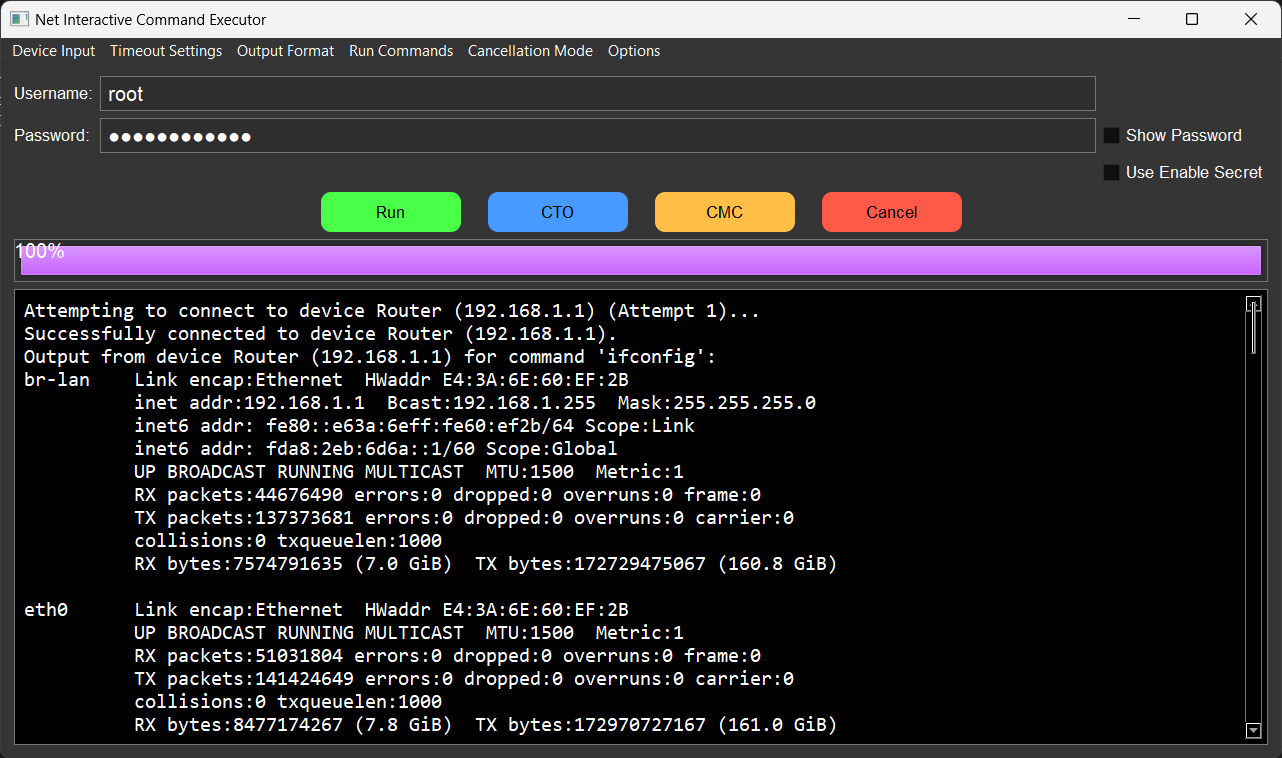 Net Interactive Command Executor
Device Input Timeout Settings Output Format Run Commands Cancellation Mode Options
Username: root
Password: ●●●●●●●●●●●● Show Password
Use Enable Secret
Run CTO CMC Cancel
100%
Attempting to connect to device Router (192.168.1.1) (Attempt 1)...
Successfully connected to device Router (192.168.1.1).
Output from device Router (192.168.1.1) for command 'ifconfig':
br-lan    Link encap:Ethernet  HWaddr E4:3A:6E:60:EF:2B
inet addr:192.168.1.1  Bcast:192.168.1.255  Mask:255.255.255.0
inet6 addr: fe80::e63a:6eff:fe60:ef2b/64 Scope:Link
inet6 addr: fda8:2eb:6d6a::1/60 Scope:Global
UP BROADCAST RUNNING MULTICAST  MTU:1500  Metric:1
RX packets:44676490 errors:0 dropped:0 overruns:0 frame:0
TX packets:137373681 errors:0 dropped:0 overruns:0 carrier:0
collisions:0 txqueuelen:1000
RX bytes:7574791635 (7.0 GiB)  TX bytes:172729475067 (160.8 GiB)
eth0      Link encap:Ethernet  HWaddr E4:3A:6E:60:EF:2B
UP BROADCAST RUNNING MULTICAST  MTU:1500  Metric:1
RX packets:51031804 errors:0 dropped:0 overruns:0 frame:0
TX packets:141424649 errors:0 dropped:0 overruns:0 carrier:0
collisions:0 txqueuelen:1000
RX bytes:8477174267 (7.8 GiB)  TX bytes:172970727167 (161.0 GiB)